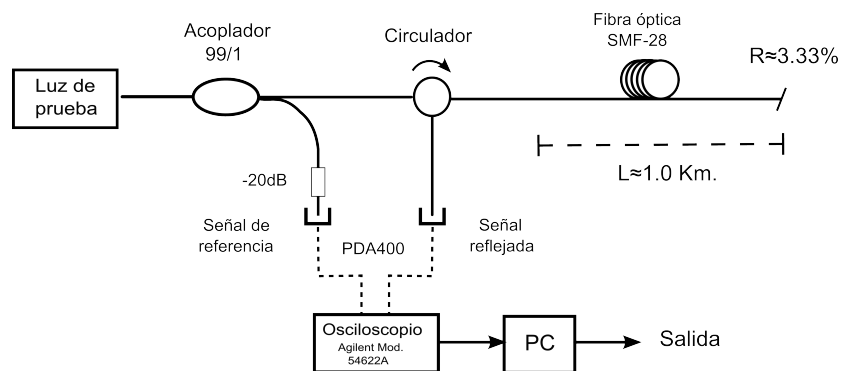 Acoplador
99/1
Circulador
Fibra óptica
SMF-28
R≈3.33%
Luz de
prueba
L≈1.0 Km.
-20dB
Señal de
referencia
PDA400
Señal
reflejada
Osciloscopio
Agilent Mod.
54622A
PC
Salida